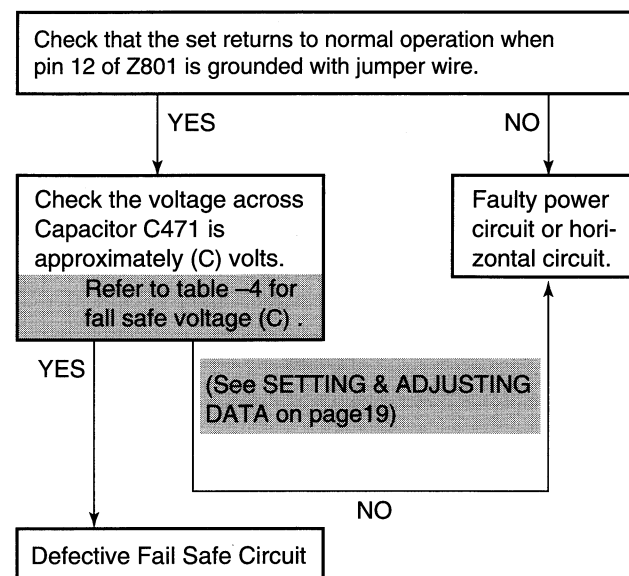 Check that the set returns to normal operation when
pin 12 of Z801 is grounded with jumper wire.
YES
NO
Check the voltage across
Capacitor C471 is
approximately (C) volts.
Refer to table –4 for
fall safe voltage (C) .
Faulty power
circuit or hori-
zontal circuit.
YES
(See SETTING & ADJUSTING
DATA on page19)
NO
Defective Fail Safe Circuit